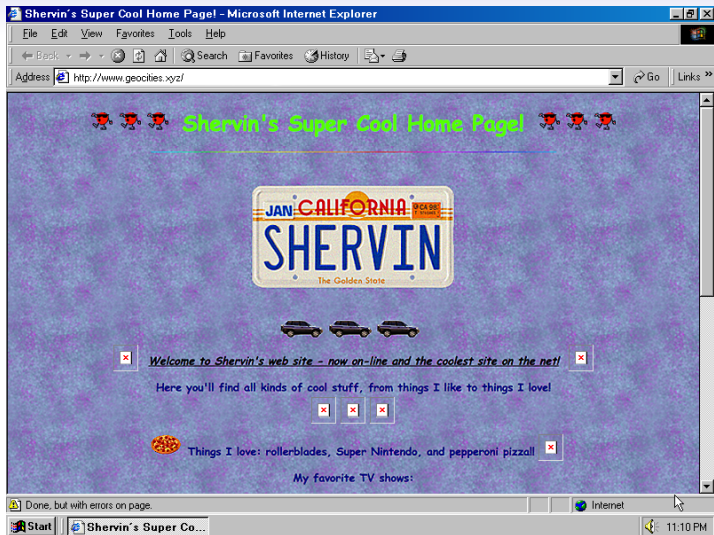 Shervin's Super Cool Home Page! - Microsoft Internet Explorer
File Edit View Favorites Tools Help
Back Search Favorites History
Address http://www.geocities.xyz/ Go Links »
Shervin's Super Cool Home Page!
JAN CALIFORNIA CA 98
SHERVIN
The Golden State
Welcome to Shervin's web site - now on-line and the coolest site on the net!
Here you'll find all kinds of cool stuff, from things I like to things I love!
Things I love: rollerblades, Super Nintendo, and pepperoni pizza!!
My favorite TV shows:
Done, but with errors on page. Internet
Start Shervin's Super Co... 11:10 PM